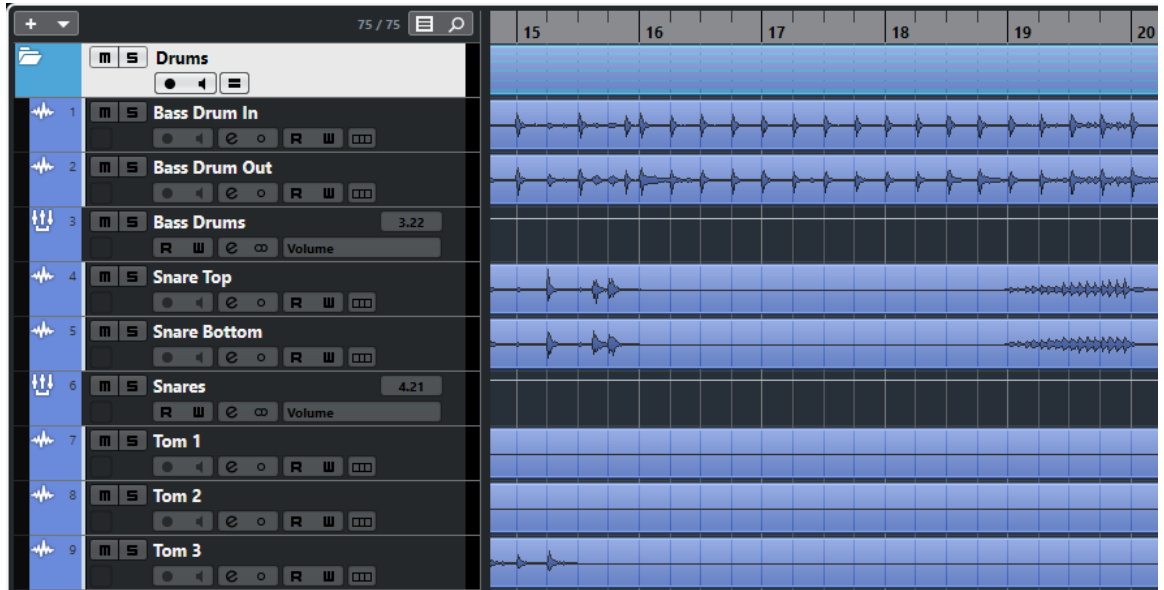 75 / 75
15 16 17 18 19 20
m S Drums
1 m S Bass Drum In
e R W
2 m S Bass Drum Out
e R W
3 m S Bass Drums 3.22
R W e Volume
4 m S Snare Top
e R W
5 m S Snare Bottom
e R W
6 m S Snares 4.21
R W e Volume
7 m S Tom 1
e R W
8 m S Tom 2
e R W
9 m S Tom 3
e R W